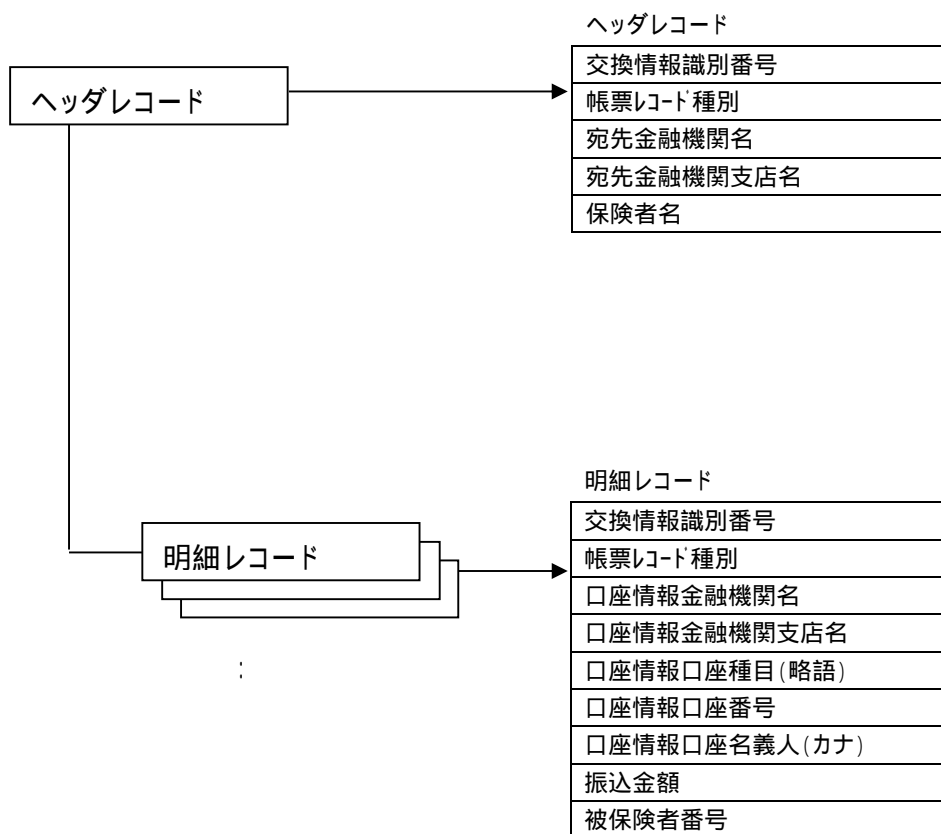 ヘッダレコード
ヘッダレコード
交換情報識別番号
帳票ﾚｺｰﾄﾞ種別
宛先金融機関名
宛先金融機関支店名
保険者名
明細レコード
明細レコード
:
交換情報識別番号
帳票ﾚｺｰﾄﾞ種別
口座情報金融機関名
口座情報金融機関支店名
口座情報口座種目(略語)
口座情報口座番号
口座情報口座名義人(カナ)
振込金額
被保険者番号